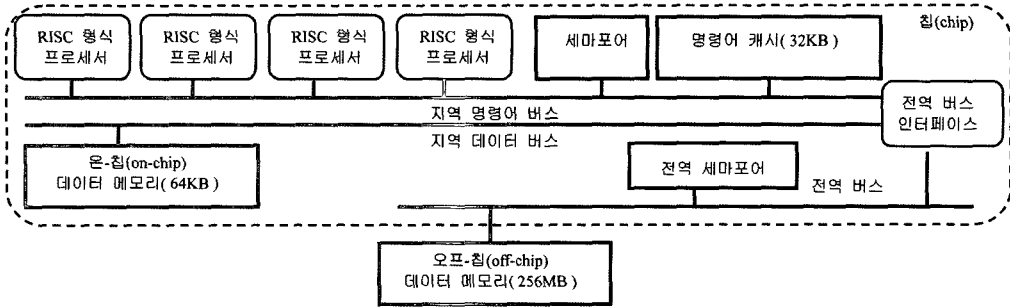 칩(chip)
RISC 형식
프로세서
RISC 형식
프로세서
RISC 형식
프로세서
RISC 형식
프로세서
세마포어
명령어 캐시( 32KB )
지역 명령어 버스
전역 버스
인터페이스
지역 데이터 버스
온-칩(on-chip)
데이터 메모리( 64KB )
전역 세마포어
전역 버스
오프-칩(off-chip)
데이터 메모리( 256MB )